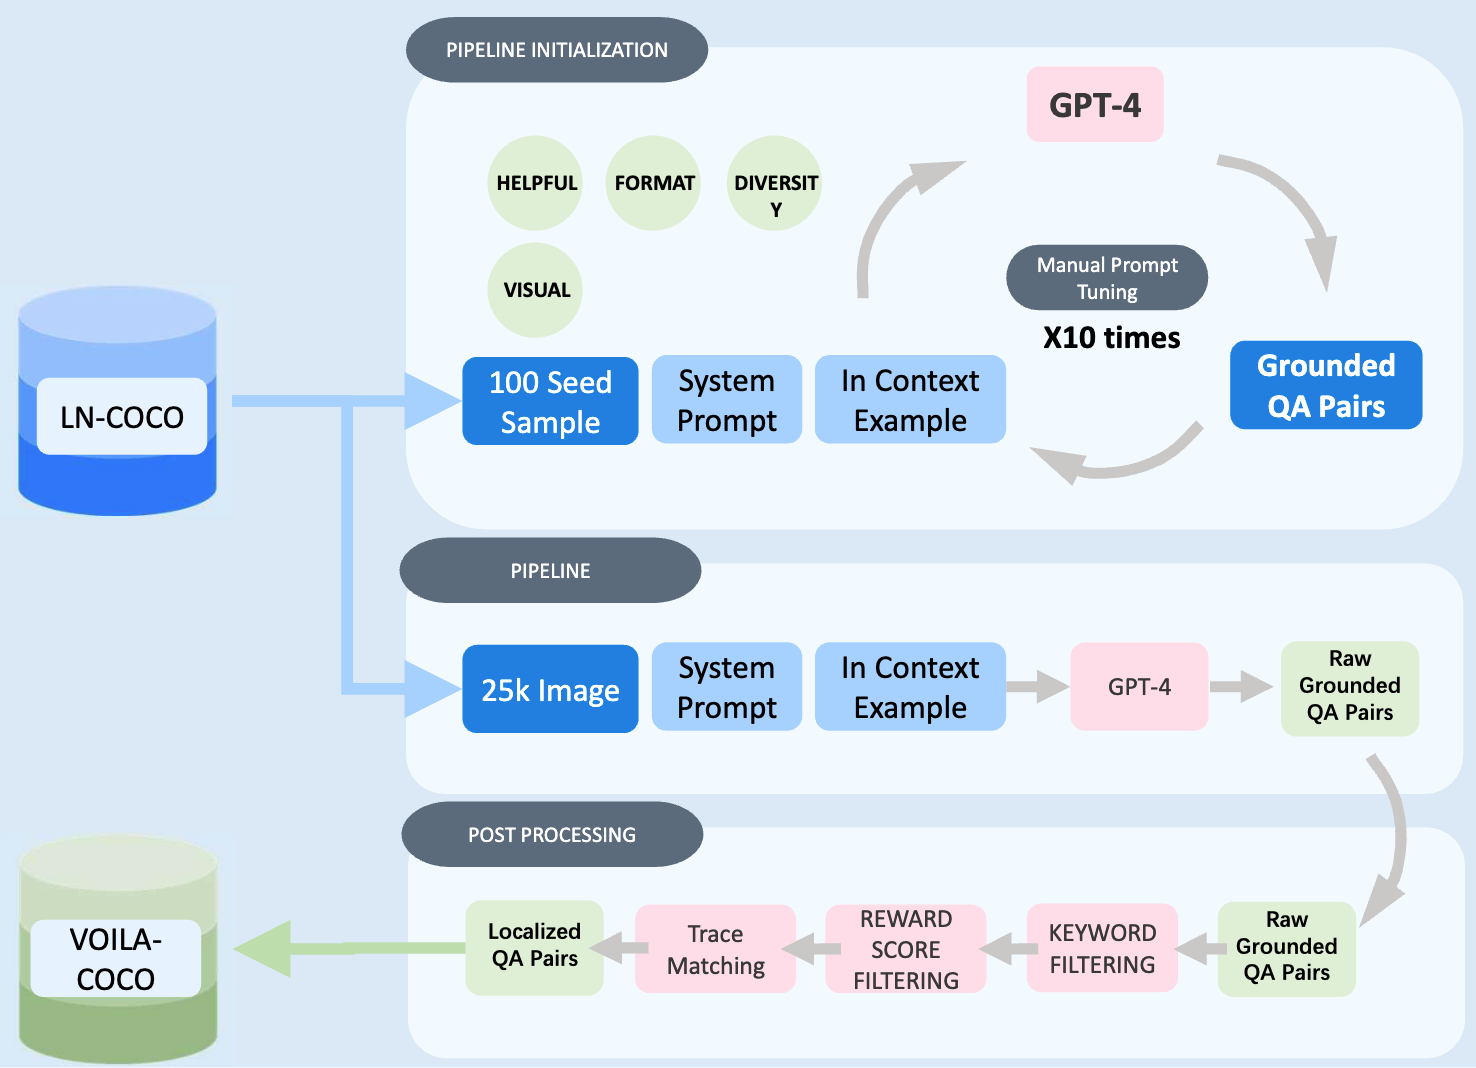 PIPELINE INITIALIZATION
GPT-4
HELPFUL
FORMAT
DIVERSIT
Y
VISUAL
Manual Prompt
Tuning
X10 times
LN-COCO
100 Seed
Sample
System
Prompt
In Context
Example
Grounded
QA Pairs
PIPELINE
25k Image
System
Prompt
In Context
Example
GPT-4
Raw
Grounded
QA Pairs
POST PROCESSING
VOILA-
COCO
Localized
QA Pairs
Trace
Matching
REWARD
SCORE
FILTERING
KEYWORD
FILTERING
Raw
Grounded
QA Pairs